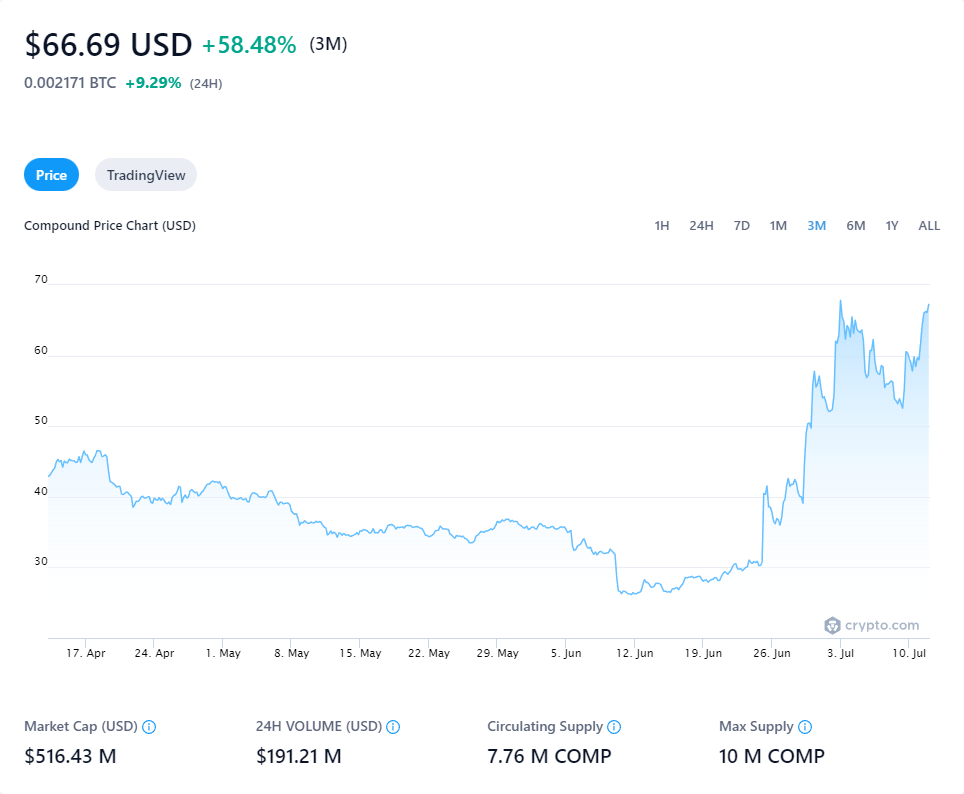 $66.69 USD +58.48% (3M)
0.002171 BTC +9.29% (24H)
Price TradingView
Compound Price Chart (USD) 1H 24H 7D 1M 3M 6M 1Y ALL
70
60
50
40
30
crypto.com
17. Apr 24. Apr 1. May 8. May 15. May 22. May 29. May 5. Jun 12. Jun 19. Jun 26. Jun 3. Jul 10. Jul
Market Cap (USD) 24H VOLUME (USD) Circulating Supply Max Supply
$516.43 M $191.21 M 7.76 M COMP 10 M COMP